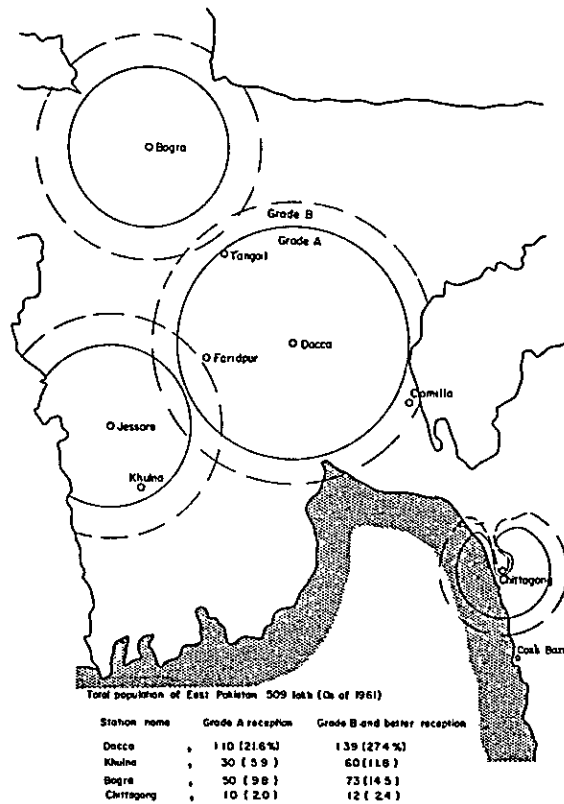 Bogra
Grade B
Grade A
Tangail
Faridpur
Dacca
Comilla
Jessore
Khulna
Chittagong
Cox's Bazar
Total population of East Pakistan 509 lakh (As of 1961)
Station name Grade A reception Grade B and better reception
Dacca , 110 (21.6%) 139 (27.4%)
Khulna , 30 (5.9) 60 (11.8)
Bogra , 50 (9.8) 73 (14.5)
Chittagong , 10 (2.0) 12 (2.4)